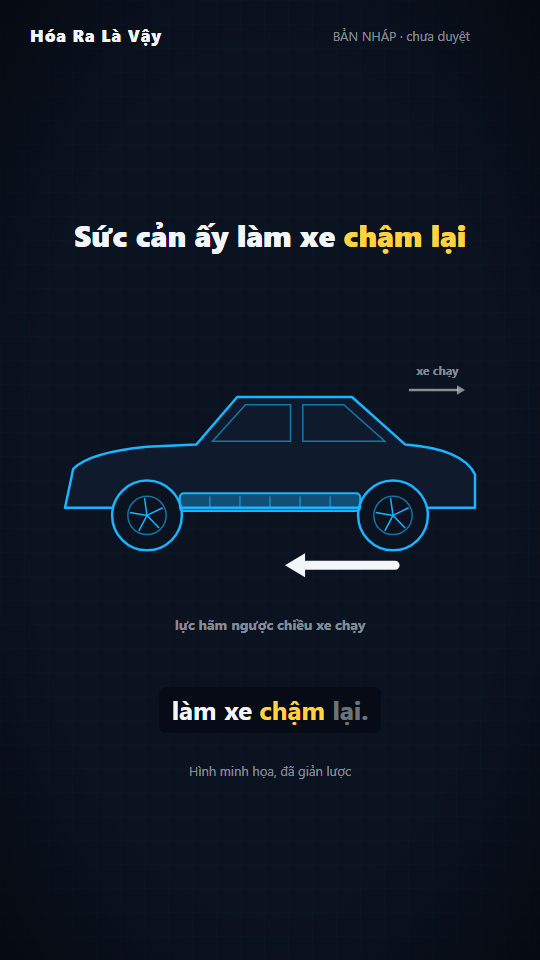 Hóa Ra Là Vậy
BẢN NHÁP · chưa duyệt
Sức cản ấy làm xe chậm lại
xe chạy
lực hãm ngược chiều xe chạy
làm xe chậm lại.
Hình minh họa, đã giản lược